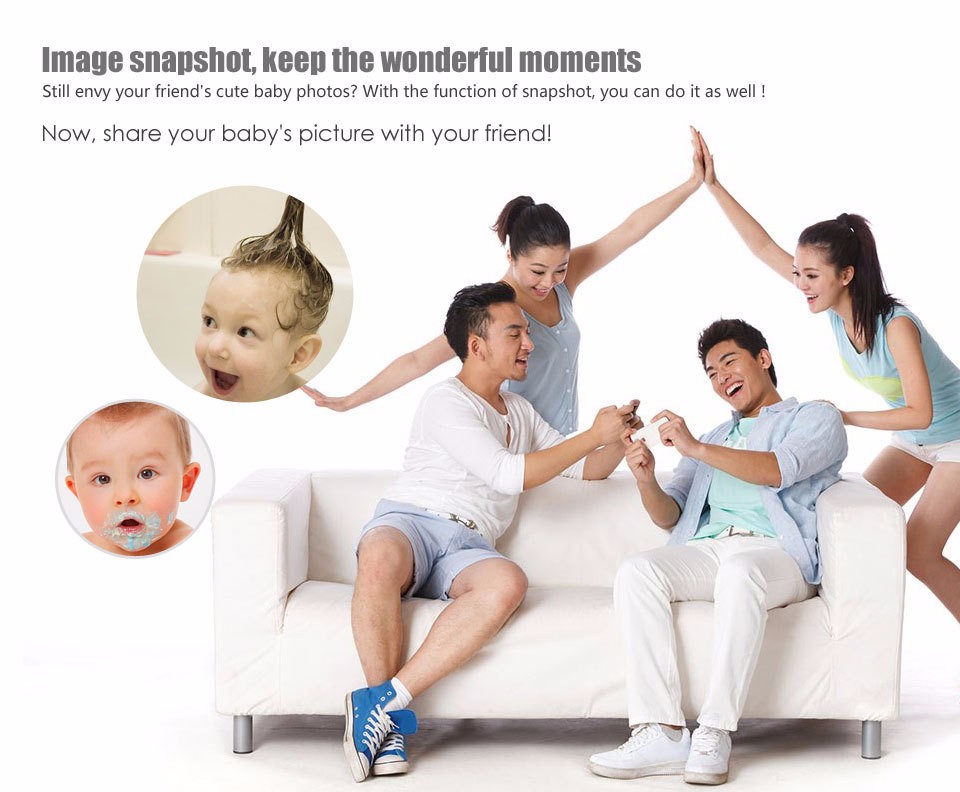 Image snapshot, keep the wonderful moments
Still envy your friend's cute baby photos? With the function of snapshot, you can do it as well !
Now, share your baby's picture with your friend!